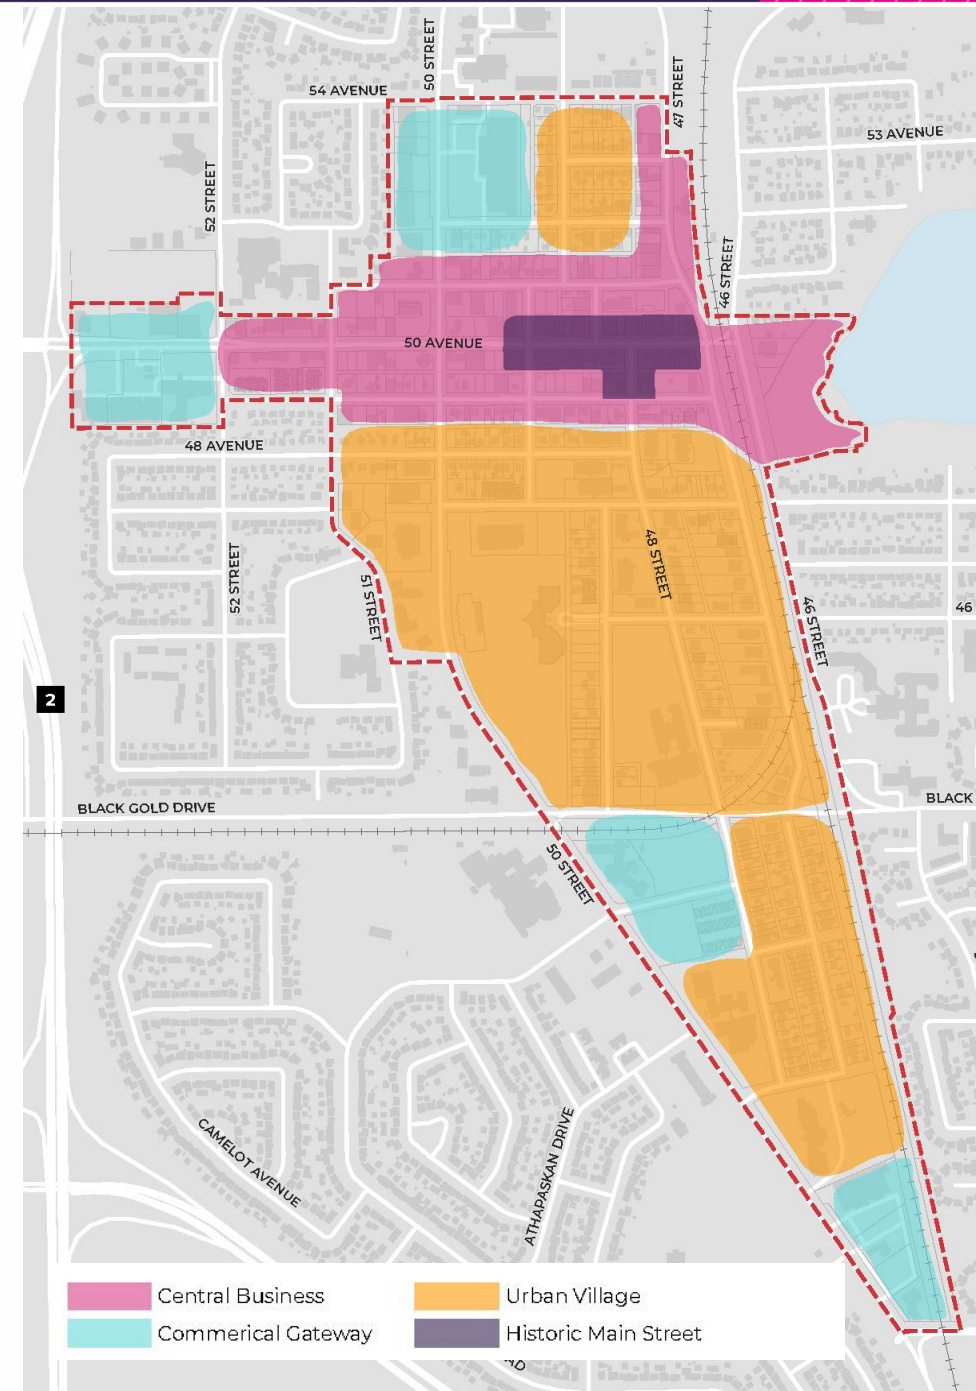 50 STREET
47 STREET
54 AVENUE
53 AVENUE
52 STREET
46 STREET
50 AVENUE
48 AVENUE
48 STREET
52 STREET
51 STREET
46 STREET
46
2
BLACK GOLD DRIVE
BLACK
50 STREET
CAMELOT AVENUE
ATHAPASKAN DRIVE
Central Business
Urban Village
Commerical Gateway
Historic Main Street
AD